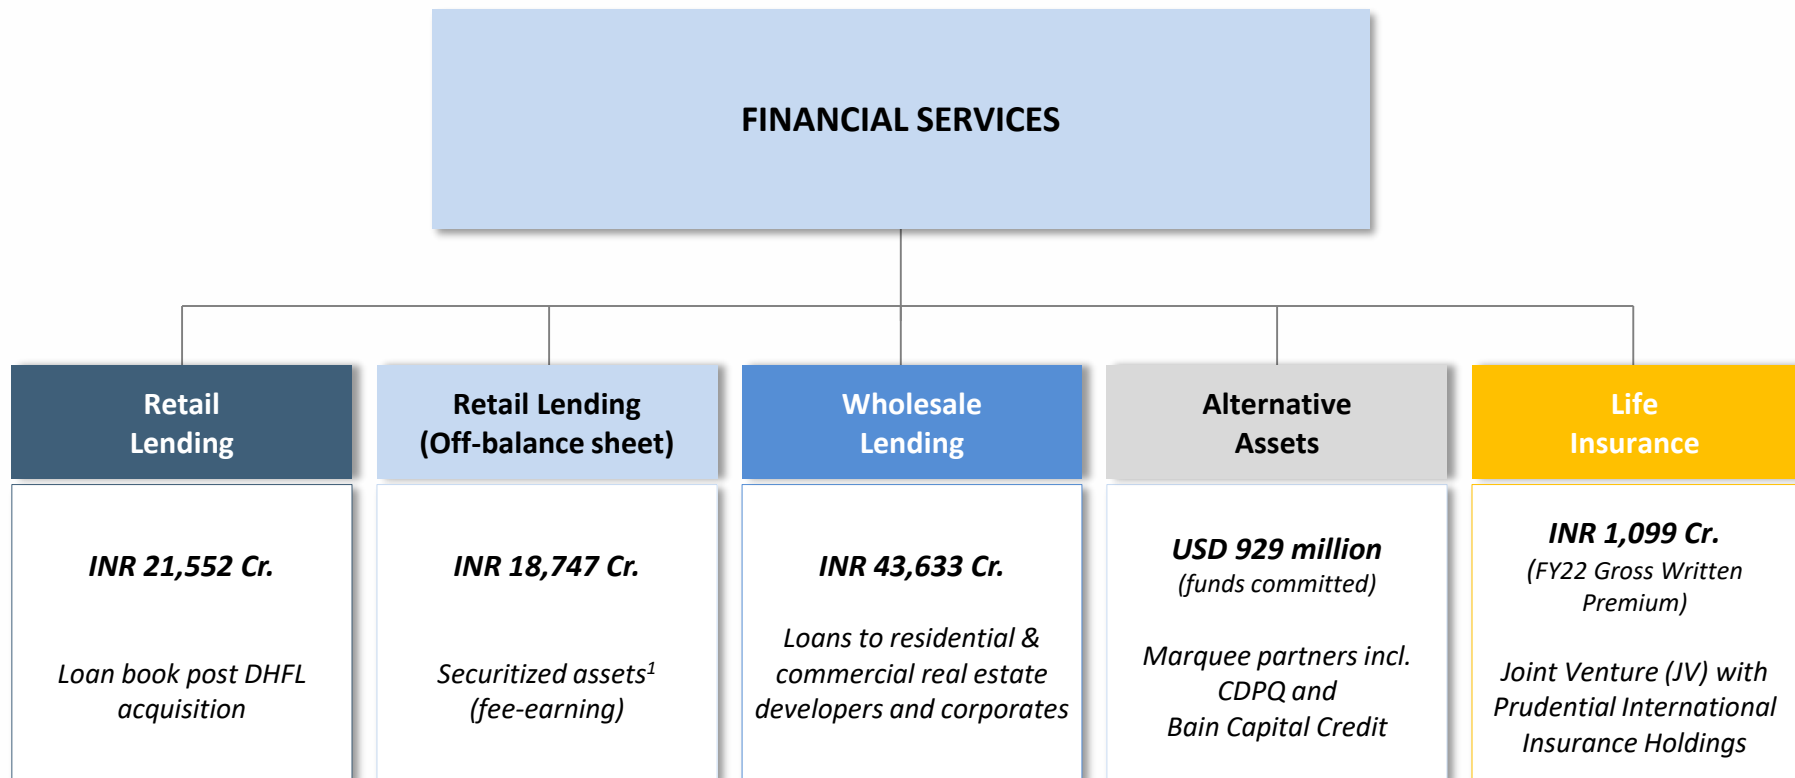 FINANCIAL SERVICES
Retail
Lending
INR 21,552 Cr.
Loan book post DHFL
acquisition
Retail Lending
(Off-balance sheet)
INR 18,747 Cr.
Securitized assets1
(fee-earning)
Wholesale
Lending
INR 43,633 Cr.
Loans to residential &
commercial real estate
developers and corporates
Alternative
Assets
USD 929 million
(funds committed)
Marquee partners incl.
CDPQ and
Bain Capital Credit
Life
Insurance
INR 1,099 Cr.
(FY22 Gross Written
Premium)
Joint Venture (JV) with
Prudential International
Insurance Holdings